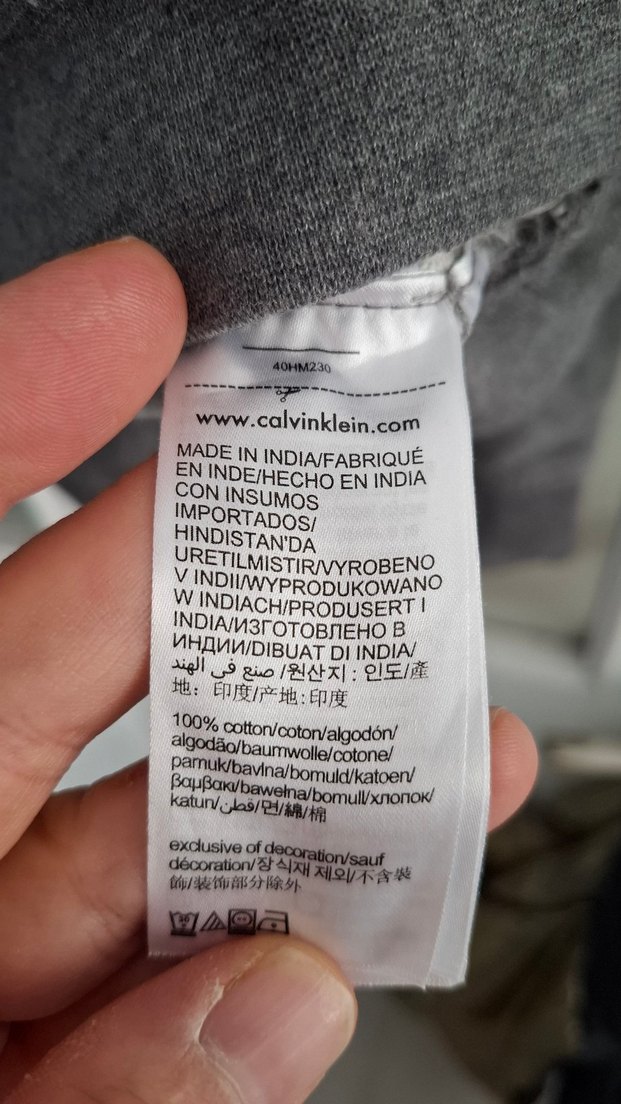 40HM230
www.calvinklein.com
MADE IN INDIA/FABRIQUÉ
EN INDE/HECHO EN INDIA
CON INSUMOS
IMPORTADOS/
HINDISTAN'DA
URETILMISTIR/VYROBENO
V INDII/WYPRODUKOWANO
W INDIACH/PRODUSERT I
INDIA/ИЗГОТОВЛЕНО В
ИНДИИ/DIBUAT DI INDIA/
صنع في الهند/원산지 : 인도/產
地: 印度/产地:印度
100% cotton/coton/algodón/
algodão/baumwolle/cotone/
pamuk/bavlna/bomuld/katoen/
βαμβακι/bawełna/bomull/хлопок/
katun/قطن/면/綿/棉
exclusive of decoration/sauf
décoration/장식재 제외/不含裝
飾/装饰部分除外